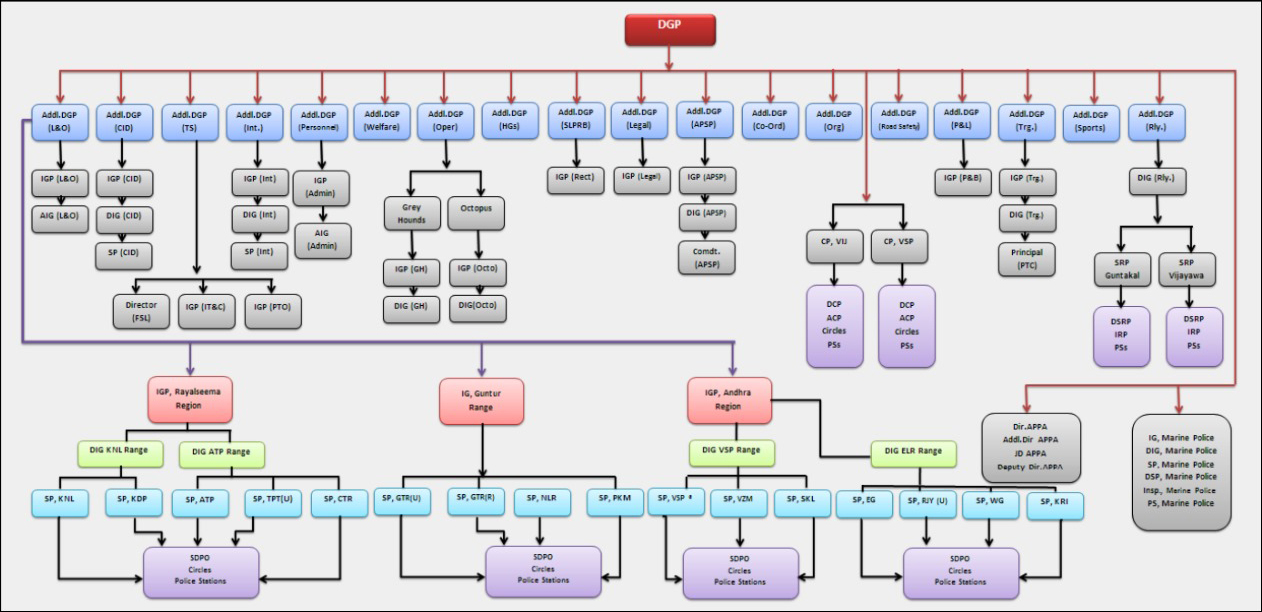 DGP
Addl.DGP
(L&O)
Addl.DGP
(CID)
Addl.DGP
(TS)
Addl.DGP
(Int.)
Addl.DGP
(Personnel)
Addl.DGP
(Welfare)
Addl.DGP
(Oper)
Addl.DGP
(HGs)
Addl.DGP
(SLPRB)
Addl.DGP
(Legal)
Addl.DGP
(APSP)
Addl.DGP
(Co-Ord)
Addl.DGP
(Org)
Addl.DGP
(Road Safety)
Addl.DGP
(P&L)
Addl.DGP
(Trg.)
Addl.DGP
(Sports)
Addl.DGP
(Rly.)
IGP (L&O)
AIG (L&O)
IGP (CID)
DIG (CID)
SP (CID)
Director
(FSL)
IGP (IT&C)
IGP (PTO)
IGP (Int)
DIG (Int)
SP (Int)
IGP
(Admin)
AIG
(Admin)
Grey
Hounds
IGP (GH)
DIG (GH)
Octopus
IGP (Octo)
DIG(Octo)
IGP (Rect)
IGP (Legal)
IGP (APSP)
DIG (APSP)
Comdt.
(APSP)
CP, VIJ
DCP
ACP
Circles
PSs
CP, VSP
DCP
ACP
Circles
PSs
IGP (P&B)
IGP (Trg.)
DIG (Trg.)
Principal
(PTC)
DIG (Rly.)
SRP
Guntakal
DSRP
IRP
PSs
SRP
Vijayawa
DSRP
IRP
PSs
IGP, Rayalseema
Region
DIG KNL Range
DIG ATP Range
SP, KNL
SP, KDP
SP, ATP
SP, TPT(U)
SP, CTR
SDPO
Circles
Police Stations
IG, Guntur
Range
SP, GTR(U)
SP, GTR(R)
SP, NLR
SP, PKM
SDPO
Circles
Police Stations
IGP, Andhra
Region
DIG VSP Range
SP, VSP *
SP, VZM
SP, SKL
SDPO
Circles
Police Stations
DIG ELR Range
SP, EG
SP, RJY (U)
SP, WG
SP, KRI
SDPO
Circles
Police Stations
Dir.APPA
Addl.Dir APPA
JD APPA
Deputy Dir.APPA
IG, Marine Police
DIG, Marine Police
SP, Marine Police
DSP, Marine Police
Insp., Marine Police
PS, Marine Police